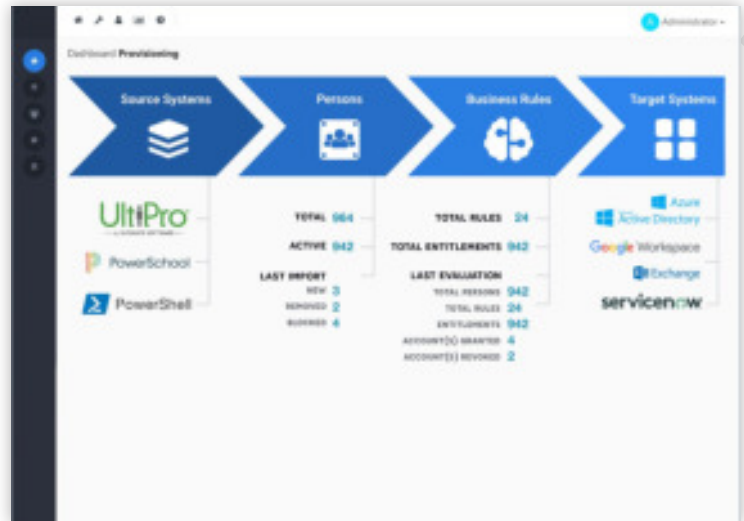 Administrator
Dashboard Provisioning
Source Systems
Persons
Business Rules
Target Systems
UltiPro
PowerSchool
PowerShell
TOTAL 984
ACTIVE 942
LAST IMPORT
NEW 3
REMOVED 2
BLOCKED 4
TOTAL RULES 24
TOTAL ENTITLEMENTS 942
LAST EVALUATION
TOTAL PERSONS 942
TOTAL RULES 24
ENTITLEMENTS 942
ACCOUNT(S) GRANTED 4
ACCOUNT(S) REVOKED 2
Azure
Active Directory
Google Workspace
Exchange
servicenow